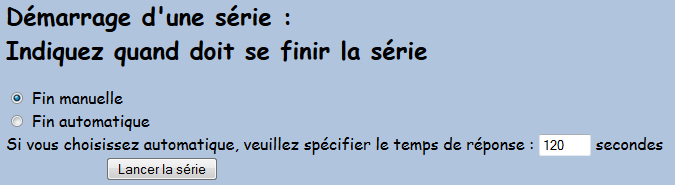 Démarrage d'une série :
Indiquez quand doit se finir la série
Fin manuelle
Fin automatique
Si vous choisissez automatique, veuillez spécifier le temps de réponse : 120 secondes
Lancer la série